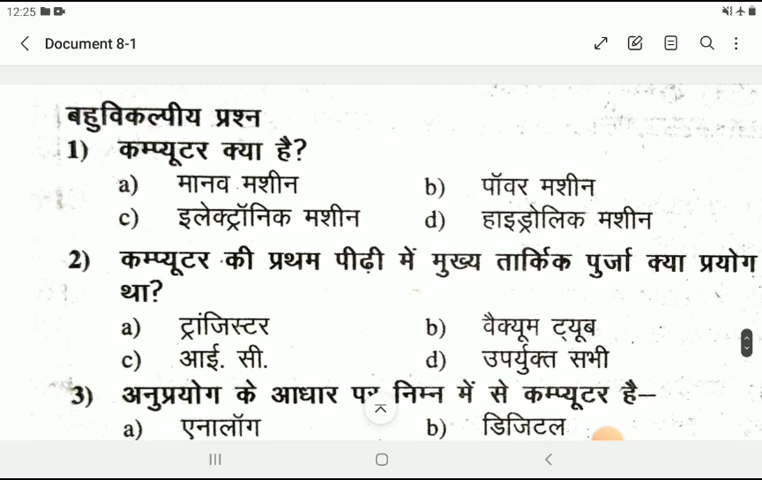 12:25
Document 8-1
बहुविकल्पीय प्रश्न
1) कम्प्यूटर क्या है?
a) मानव मशीन b) पॉवर मशीन
c) इलेक्ट्रॉनिक मशीन d) हाइड्रोलिक मशीन
2) कम्प्यूटर की प्रथम पीढ़ी में मुख्य तार्किक पुर्जा क्या प्रयोग
था?
a) ट्रांजिस्टर b) वैक्यूम ट्यूब
c) आई. सी. d) उपर्युक्त सभी
3) अनुप्रयोग के आधार पर निम्न में से कम्प्यूटर है–
a) एनालॉग b) डिजिटल